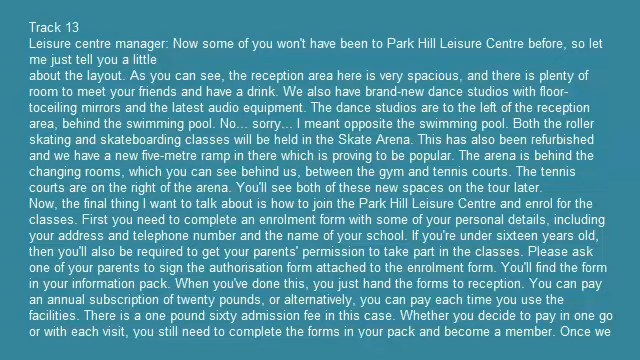 Track 13
Leisure centre manager: Now some of you won't have been to Park Hill Leisure Centre before, so let
me just tell you a little
about the layout. As you can see, the reception area here is very spacious, and there is plenty of
room to meet your friends and have a drink. We also have brand-new dance studios with floor-
toceiling mirrors and the latest audio equipment. The dance studios are to the left of the reception
area, behind the swimming pool. No... sorry... I meant opposite the swimming pool. Both the roller
skating and skateboarding classes will be held in the Skate Arena. This has also been refurbished
and we have a new five-metre ramp in there which is proving to be popular. The arena is behind the
changing rooms, which you can see behind us, between the gym and tennis courts. The tennis
courts are on the right of the arena. You'll see both of these new spaces on the tour later.
Now, the final thing I want to talk about is how to join the Park Hill Leisure Centre and enrol for the
classes. First you need to complete an enrolment form with some of your personal details, including
your address and telephone number and the name of your school. If you're under sixteen years old,
then you'll also be required to get your parents' permission to take part in the classes. Please ask
one of your parents to sign the authorisation form attached to the enrolment form. You'll find the form
in your information pack. When you've done this, you just hand the forms to reception. You can pay
an annual subscription of twenty pounds, or alternatively, you can pay each time you use the
facilities. There is a one pound sixty admission fee in this case. Whether you decide to pay in one go
or with each visit, you still need to complete the forms in your pack and become a member. Once we